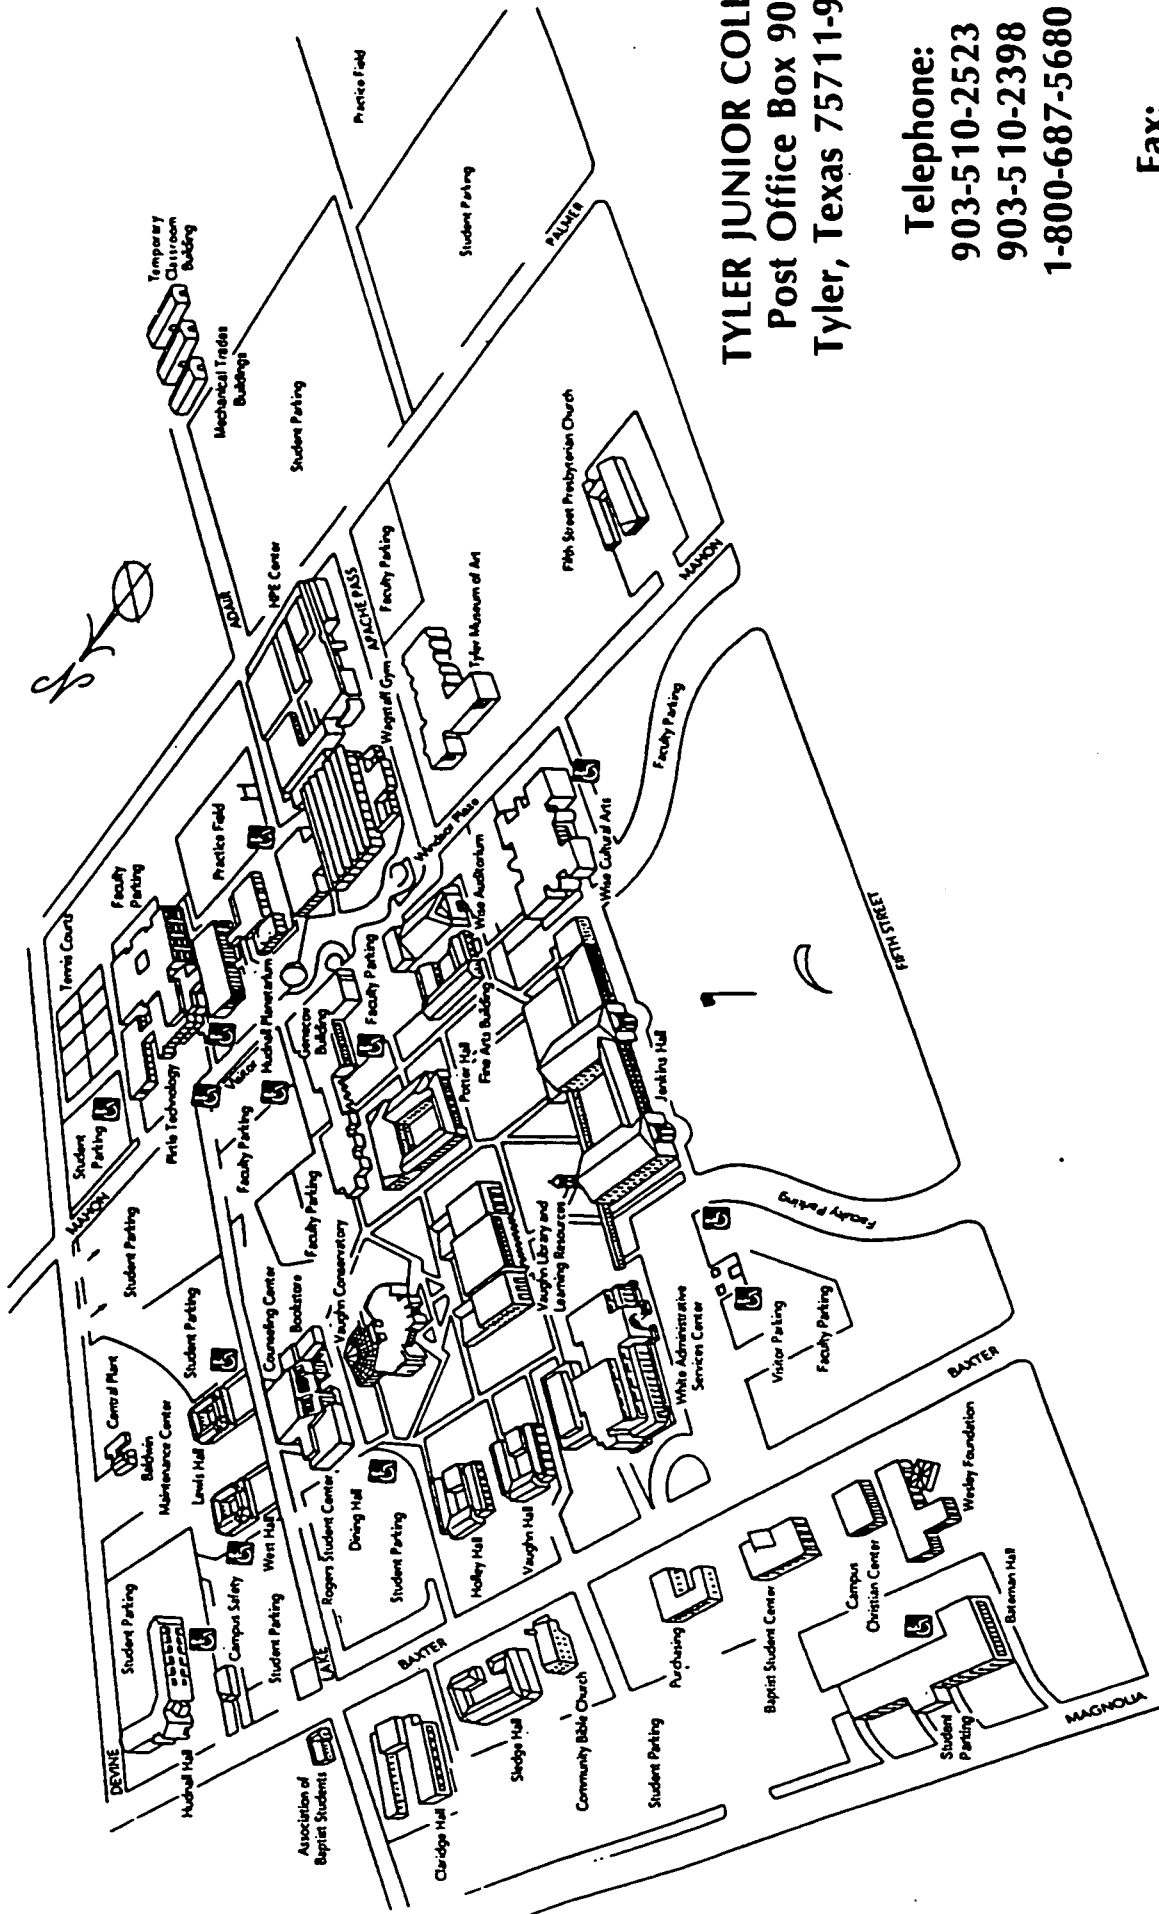 TYLER JUNIOR COLL
Post Office Box 90
Tyler, Texas 75711-9
Telephone:
903-510-2523
903-510-2398
1-800-687-5680
Fax:
DEVINE
Hudnall Hall
Student Parking
Campus Safety
Student Parking
Association of
Baptist Students
LAKE
Claridge Hall
BAXTER
Sledge Hall
Community Bible Church
Student Parking
Purchasing
Baptist Student Center
Campus
Christian Center
Wesley Foundation
Bateman Hall
Student
Parking
MAGNOLIA
Central Plant
Baldwin
Maintenance Center
Lewis Hall
West Hall
Rogers Student Center
Dining Hall
Student Parking
Holley Hall
Vaughn Hall
White Administrative
Services Center
Visitor Parking
Faculty Parking
BAXTER
Faculty Parking
Student Parking
Student Parking
Counseling Center
Bookstore
Vaughn Conservatory
Vaughn Library and
Learning Resources
Jenkins Hall
MAHON
Student
Parking
Tennis Courts
Pirtle Technology
Faculty Parking
Faculty Parking
Visitor
Hudnall Planetarium
Genecov
Building
Faculty Parking
Potter Hall
Fine Arts Building
Wise Auditorium
Wise Cultural Arts
Faculty
Parking
Practice Field
Windsor Plaza
Wagstaff Gym
HPE Center
ADAIR
APACHE PASS
Faculty Parking
Tyler Museum of Art
Faculty Parking
FIFTH STREET
MAHON
Fifth Street Presbyterian Church
Mechanical Trades
Buildings
Temporary
Classroom
Building
Student Parking
Student Parking
Practice Field
PALMER
N